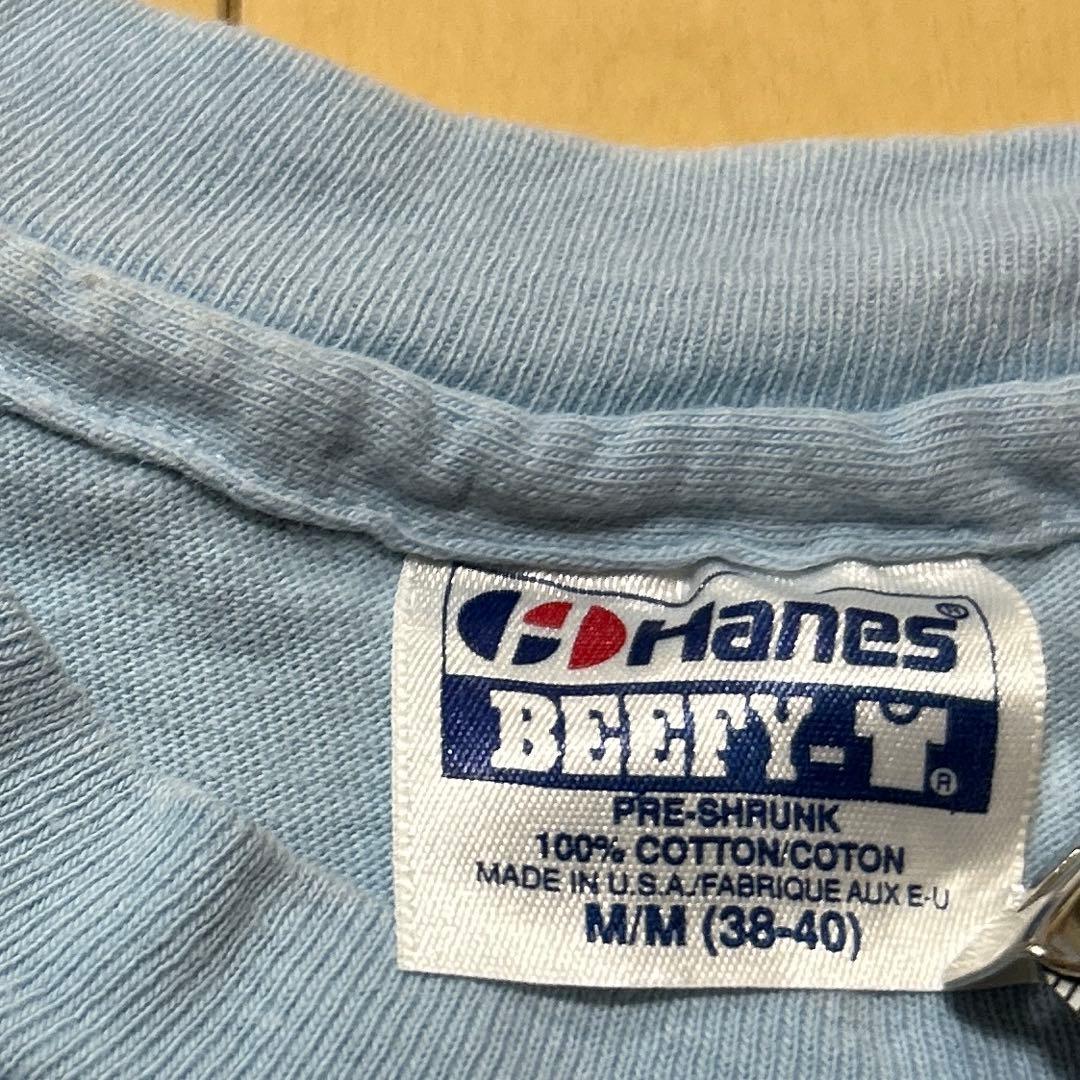 Hanes®
BEEFY-T®
PRE-SHRUNK
100% COTTON/COTON
MADE IN U.S.A./FABRIQUE AUX E-U
M/M (38-40)